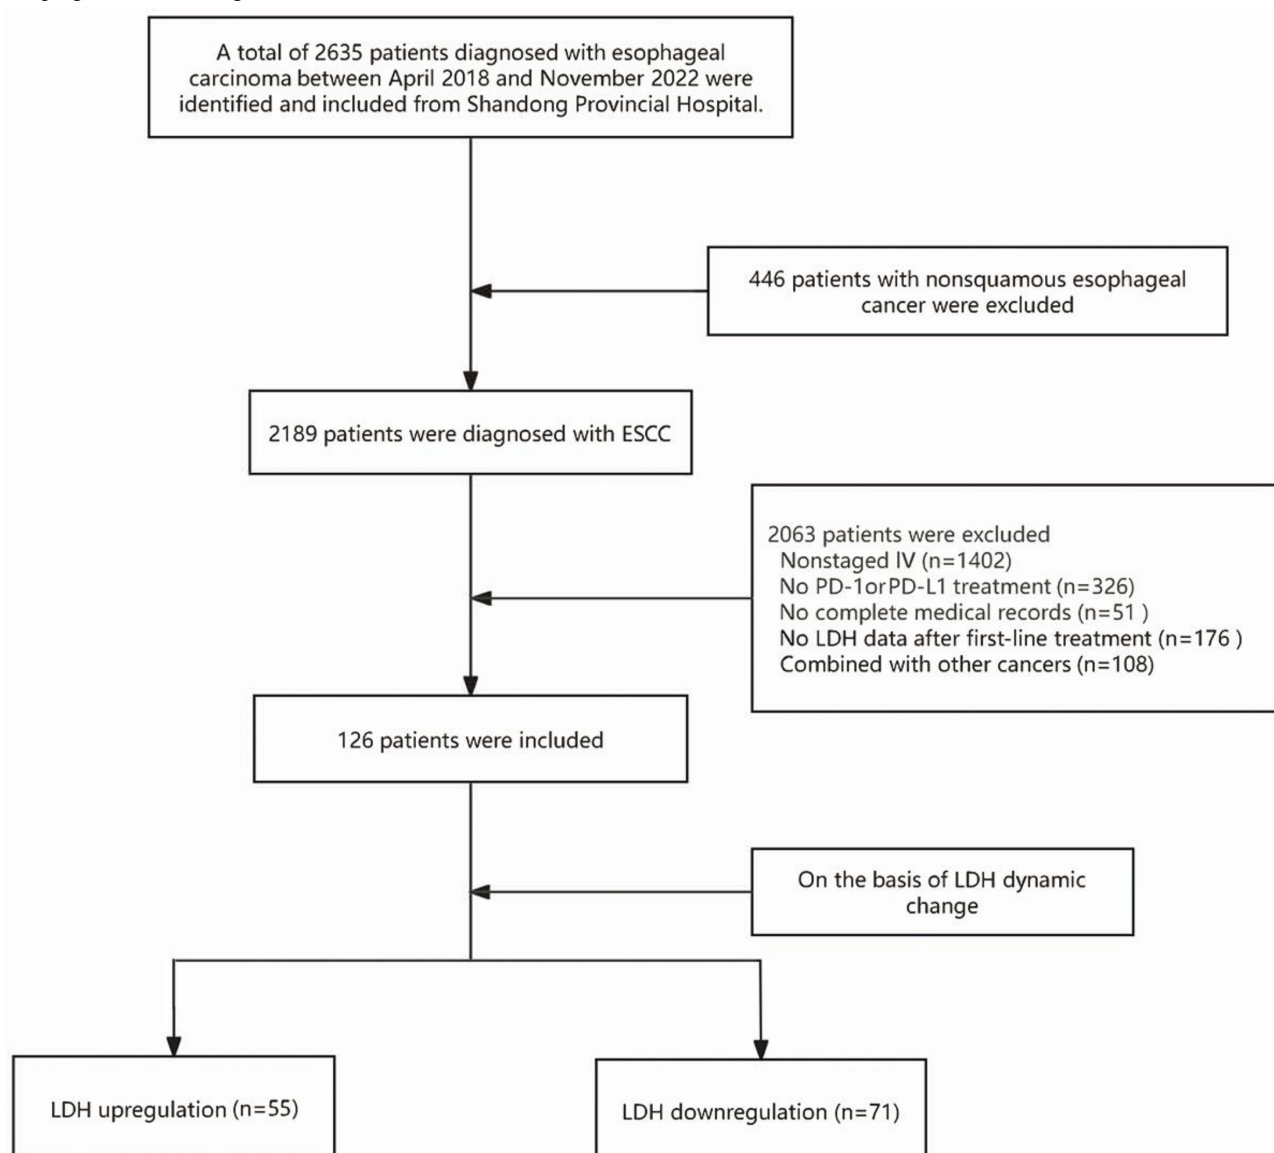 A total of 2635 patients diagnosed with esophageal
carcinoma between April 2018 and November 2022 were
identified and included from Shandong Provincial Hospital.
446 patients with nonsquamous esophageal
cancer were excluded
2189 patients were diagnosed with ESCC
2063 patients were excluded
Nonstaged IV (n=1402)
No PD-1orPD-L1 treatment (n=326)
No complete medical records (n=51 )
No LDH data after first-line treatment (n=176 )
Combined with other cancers (n=108)
126 patients were included
On the basis of LDH dynamic
change
LDH upregulation (n=55)
LDH downregulation (n=71)